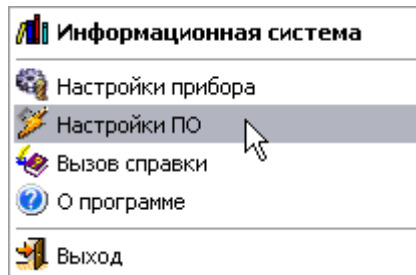 Информационная система
Настройки прибора
Настройки ПО
Вызов справки
О программе
Выход